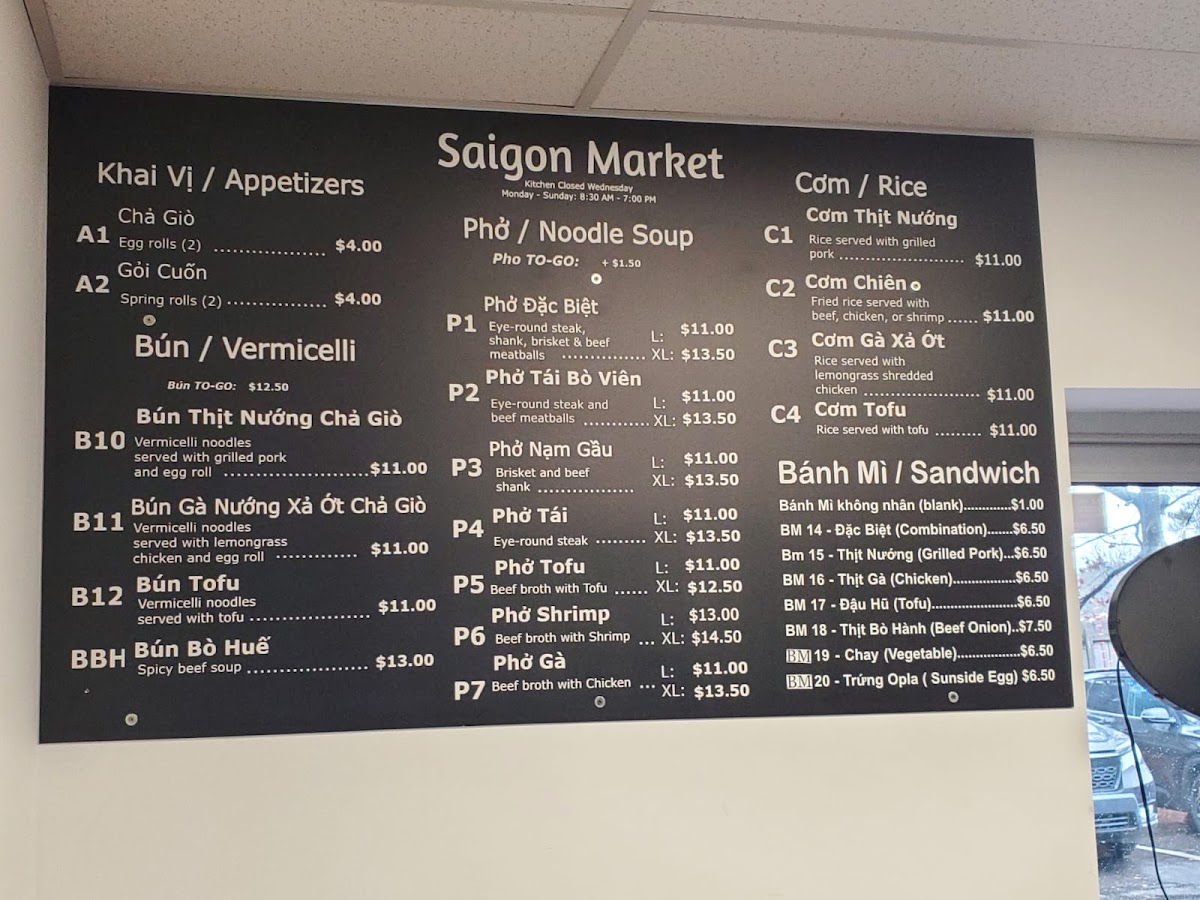 Saigon Market
Kitchen Closed Wednesday
Monday - Sunday: 8:30 AM - 7:00 PM
Khai Vị / Appetizers
Chả Giò
A1 Egg rolls (2) ........................ $4.00
Gỏi Cuốn
A2 Spring rolls (2) ..................... $4.00
Bún / Vermicelli
Bún TO-GO: $12.50
Bún Thịt Nướng Chả Giò
B10 Vermicelli noodles
served with grilled pork
and egg roll ..............................$11.00
Bún Gà Nướng Xả Ớt Chả Giò
B11 Vermicelli noodles
served with lemongrass
chicken and egg roll ................. $11.00
Bún Tofu
B12 Vermicelli noodles
served with tofu ......................... $11.00
Bún Bò Huế
BBH Spicy beef soup ......................... $13.00
Phở / Noodle Soup
Pho TO-GO: + $1.50
Phở Đặc Biệt
P1 Eye-round steak,
shank, brisket & beef L: $11.00
meatballs .................. XL: $13.50
Phở Tái Bò Viên
P2 Eye-round steak and L: $11.00
beef meatballs ............. XL: $13.50
Phở Nạm Gầu
P3 Brisket and beef L: $11.00
shank .................... XL: $13.50
Phở Tái
P4 L: $11.00
Eye-round steak ......... XL: $13.50
Phở Tofu
L: $11.00
P5 Beef broth with Tofu ...... XL: $12.50
Phở Shrimp
L: $13.00
P6 Beef broth with Shrimp ... XL: $14.50
Phở Gà
L: $11.00
P7 Beef broth with Chicken ... XL: $13.50
Cơm / Rice
Cơm Thịt Nướng
C1 Rice served with grilled
pork ........................... $11.00
Cơm Chiên
C2 Fried rice served with
beef, chicken, or shrimp ...... $11.00
Cơm Gà Xả Ớt
C3 Rice served with
lemongrass shredded
chicken ......................... $11.00
Cơm Tofu
C4 Rice served with tofu ......... $11.00
Bánh Mì / Sandwich
Bánh Mì không nhân (blank).............$1.00
BM 14 - Đặc Biệt (Combination).......$6.50
Bm 15 - Thịt Nướng (Grilled Pork)...$6.50
BM 16 - Thịt Gà (Chicken).................$6.50
BM 17 - Đậu Hũ (Tofu).......................$6.50
BM 18 - Thịt Bò Hành (Beef Onion)..$7.50
BM 19 - Chay (Vegetable)..................$6.50
BM 20 - Trứng Opla ( Sunside Egg) $6.50